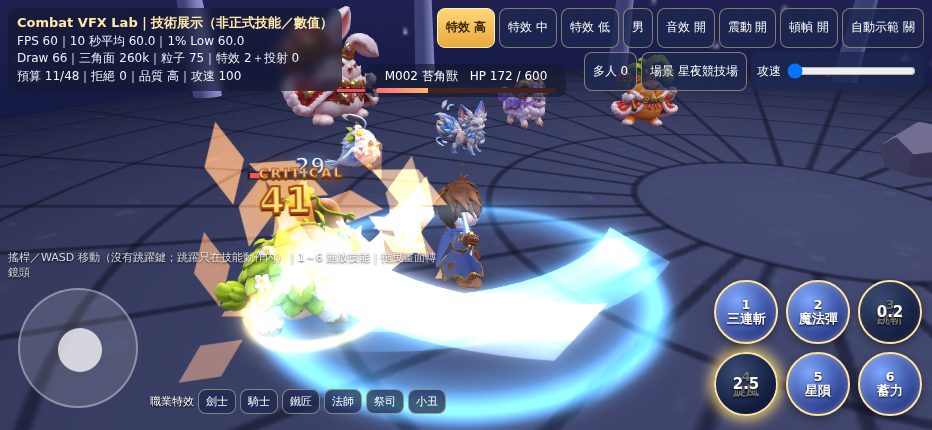 Combat VFX Lab｜技術展示（非正式技能／數值）
FPS 60｜10 秒平均 60.0｜1% Low 60.0
Draw 66｜三角面 260k｜粒子 75｜特效 2＋投射 0
預算 11/48｜拒絕 0｜品質 高｜攻速 100
特效 高
特效 中
特效 低
男
音效 開
震動 開
頓幀 開
自動示範 關
多人 0
場景 星夜競技場
攻速
M002 苔角獸 HP 172 / 600
29
CRITICAL
41
搖桿／WASD 移動（沒有跳躍鍵；跳躍只在技能動作內）｜1～6 施放技能｜拖曳畫面轉
鏡頭
1
三連斬
2
魔法彈
3
跳斬
0.2
4
旋風
2.5
5
星隕
6
蓄力
職業特效
劍士
騎士
鐵匠
法師
祭司
小丑